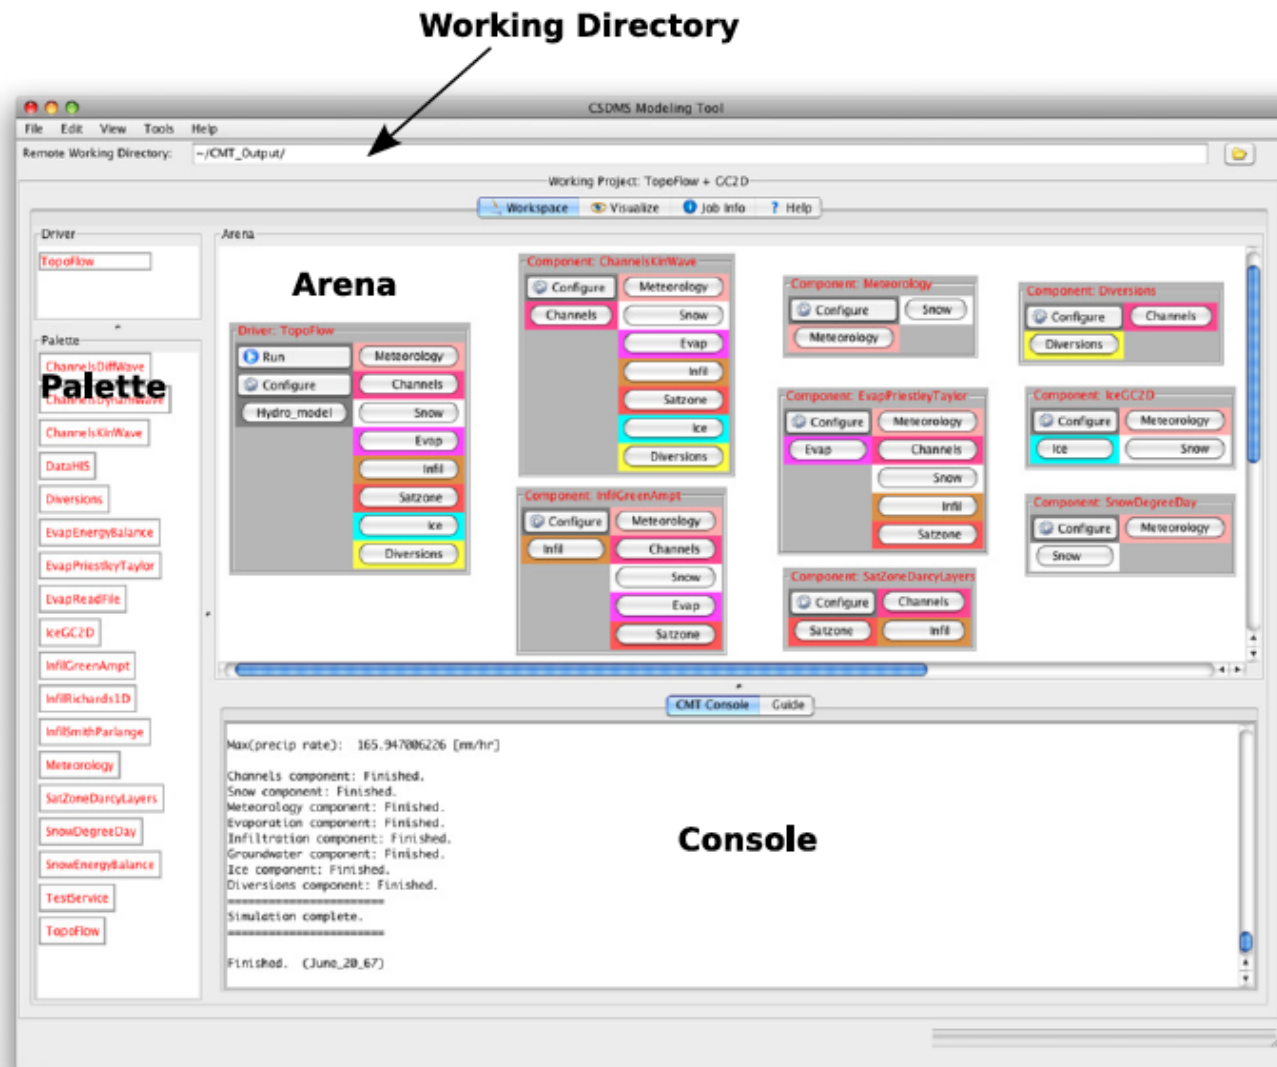 Working Directory
CSDMS Modeling Tool
File Edit View Tools Help
Remote Working Directory: ~/CMT_Output/
Working Project: TopoFlow + GC2D
Workspace Visualize Job Info ? Help
Driver
TopoFlow
Palette
ChannelsDiffWave
Palette
ChannelsDynamWave
ChannelsKinWave
DataHIS
Diversions
EvapEnergyBalance
EvapPriestleyTaylor
EvapReadFile
IceGC2D
InfilGreenAmpt
InfilRichards1D
InfilSmithParlange
Meteorology
SatZoneDarcyLayers
SnowDegreeDay
SnowEnergyBalance
TestService
TopoFlow
Arena
Arena
Driver: TopoFlow
Run Meteorology
Configure Channels
Hydro_model Snow
Evap
Infil
Satzone
Ice
Diversions
Component: ChannelsKinWave
Configure Meteorology
Channels Snow
Evap
Infil
Satzone
Ice
Diversions
Component: InfilGreenAmpt
Configure Meteorology
Infil Channels
Snow
Evap
Satzone
Component: Meteorology
Configure Snow
Meteorology
Component: EvapPriestleyTaylor
Configure Meteorology
Evap Channels
Snow
Infil
Satzone
Component: SatZoneDarcyLayers
Configure Channels
Satzone Infil
Component: Diversions
Configure Channels
Diversions
Component: IceGC2D
Configure Meteorology
Ice Snow
Component: SnowDegreeDay
Configure Meteorology
Snow
CMT Console Guide
Max(precip rate): 165.947006226 [mm/hr]
Channels component: Finished.
Snow component: Finished.
Meteorology component: Finished.
Evaporation component: Finished.
Infiltration component: Finished.
Groundwater component: Finished.
Ice component: Finished.
Diversions component: Finished.
=======================
Simulation complete.
=======================
Finished. (June_20_67)
Console